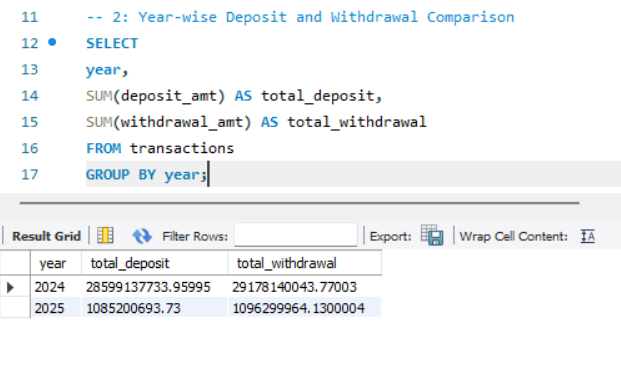 11 -- 2: Year-wise Deposit and Withdrawal Comparison
12 SELECT
13 year,
14 SUM(deposit_amt) AS total_deposit,
15 SUM(withdrawal_amt) AS total_withdrawal
16 FROM transactions
17 GROUP BY year;
Result Grid Filter Rows: Export: Wrap Cell Content: IA
year total_deposit total_withdrawal
2024 28599137733.95995 29178140043.77003
2025 1085200693.73 1096299964.1300004